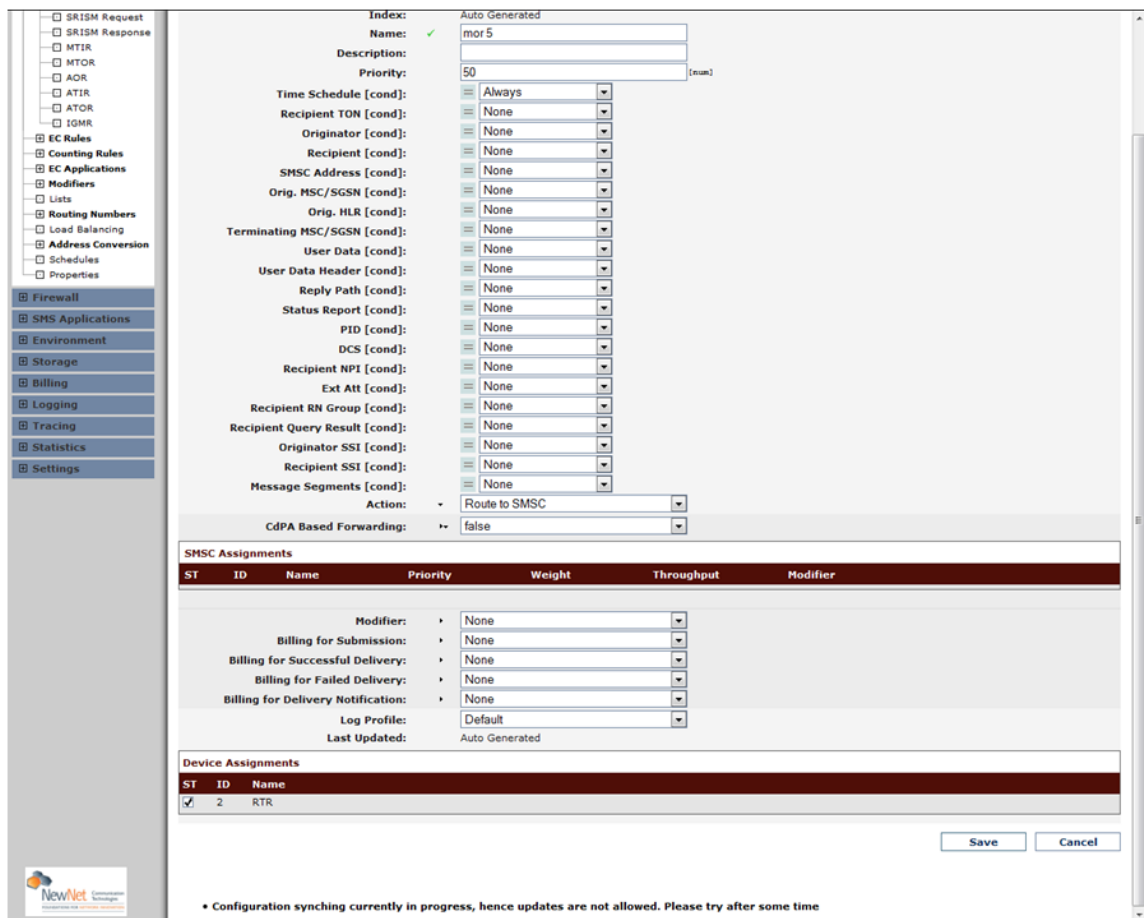 SRISM Request
SRISM Response
MTIR
MTOR
AOR
ATIR
ATOR
IGMR
EC Rules
Counting Rules
EC Applications
Modifiers
Lists
Routing Numbers
Load Balancing
Address Conversion
Schedules
Properties
Firewall
SMS Applications
Environment
Storage
Billing
Logging
Tracing
Statistics
Settings
NewNet Communication Technologies
Index: Auto Generated
Name: mor 5
Description:
Priority: 50 [num]
Time Schedule [cond]: = Always
Recipient TON [cond]: = None
Originator [cond]: = None
Recipient [cond]: = None
SMSC Address [cond]: = None
Orig. MSC/SGSN [cond]: = None
Orig. HLR [cond]: = None
Terminating MSC/SGSN [cond]: = None
User Data [cond]: = None
User Data Header [cond]: = None
Reply Path [cond]: = None
Status Report [cond]: = None
PID [cond]: = None
DCS [cond]: = None
Recipient NPI [cond]: = None
Ext Att [cond]: = None
Recipient RN Group [cond]: = None
Recipient Query Result [cond]: = None
Originator SSI [cond]: = None
Recipient SSI [cond]: = None
Message Segments [cond]: = None
Action: Route to SMSC
CdPA Based Forwarding: false
SMSC Assignments
ST ID Name Priority Weight Throughput Modifier
Modifier: None
Billing for Submission: None
Billing for Successful Delivery: None
Billing for Failed Delivery: None
Billing for Delivery Notification: None
Log Profile: Default
Last Updated: Auto Generated
Device Assignments
ST ID Name
2 RTR
Save Cancel
• Configuration synching currently in progress, hence updates are not allowed. Please try after some time